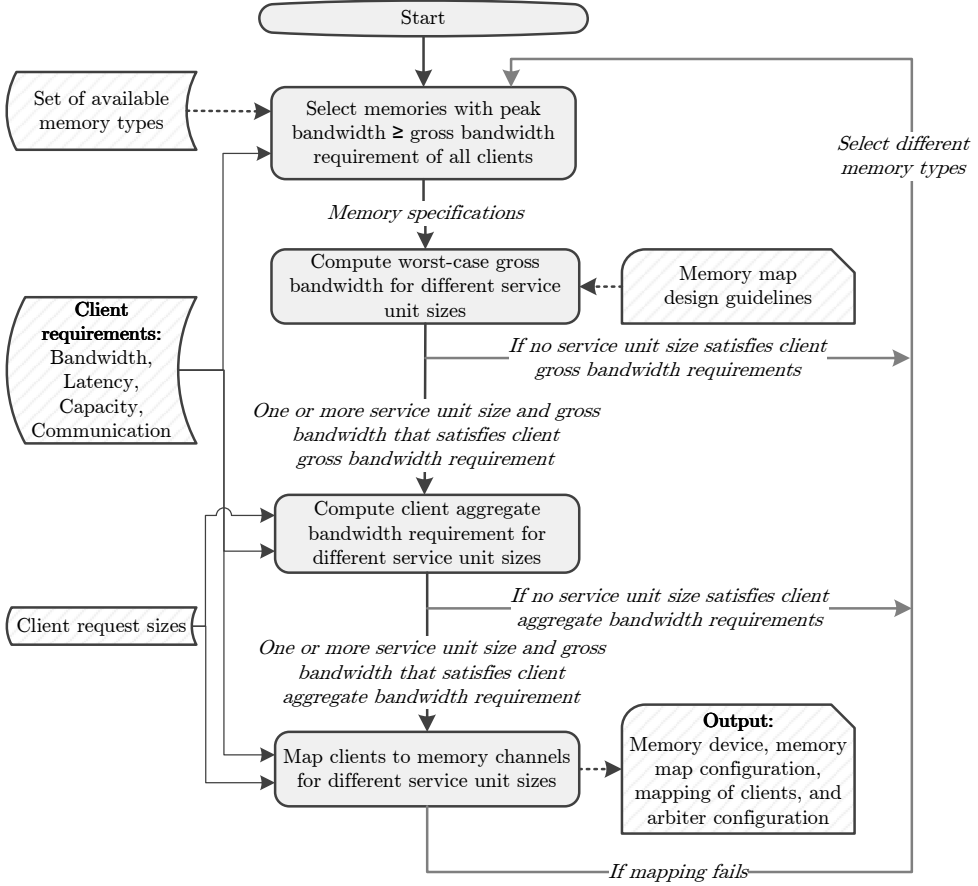 Start
Set of available
memory types
Select memories with peak
bandwidth ≥ gross bandwidth
requirement of all clients
Select different
memory types
Memory specifications
Compute worst-case gross
bandwidth for different service
unit sizes
Memory map
design guidelines
Client
requirements:
Bandwidth,
Latency,
Capacity,
Communication
If no service unit size satisfies client
gross bandwidth requirements
One or more service unit size and gross
bandwidth that satisfies client
gross bandwidth requirement
Compute client aggregate
bandwidth requirement for
different service unit sizes
Client request sizes
If no service unit size satisfies client
aggregate bandwidth requirements
One or more service unit size and gross
bandwidth that satisfies client
aggregate bandwidth requirement
Map clients to memory channels
for different service unit sizes
Output:
Memory device, memory
map configuration,
mapping of clients, and
arbiter configuration
If mapping fails